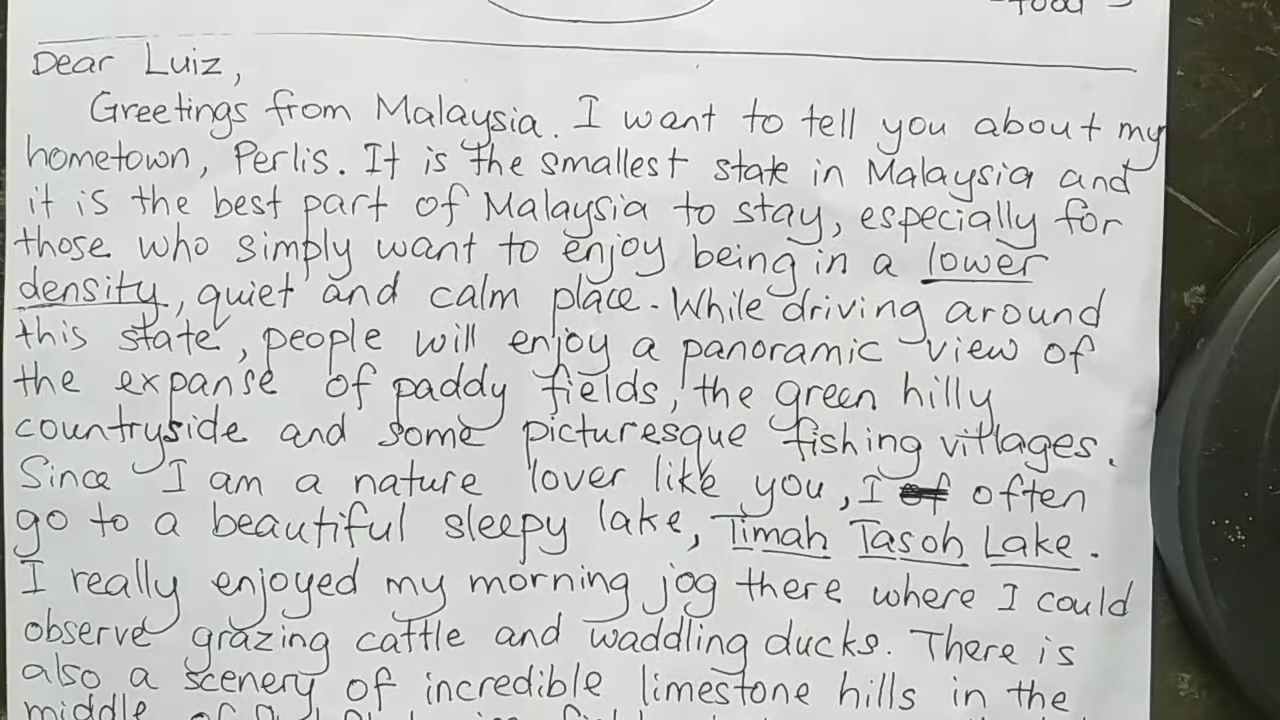 -food
Dear Luiz,
Greetings from Malaysia. I want to tell you about my
hometown, Perlis. It is the smallest state in Malaysia and
it is the best part of Malaysia to stay, especially for
those who simply want to enjoy being in a lower
density, quiet and calm place. While driving around
this state, people will enjoy a panoramic view of
the expanse of paddy fields, the green hilly
countryside and some picturesque fishing villages.
Since I am a nature lover like you, I often
go to a beautiful sleepy lake, Timah Tasoh Lake.
I really enjoyed my morning jog there where I could
observe grazing cattle and waddling ducks. There is
also a scenery of incredible limestone hills in the
middle of